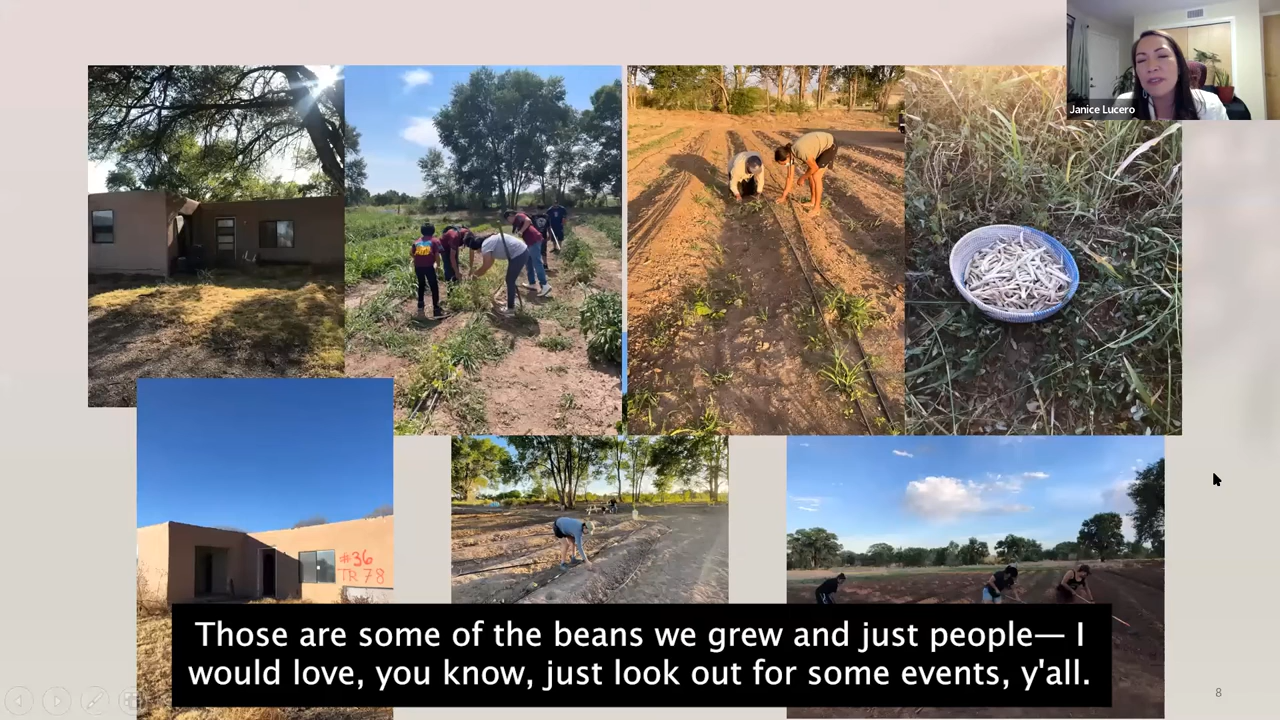 Janice Lucero
#36
TR 78
Those are some of the beans we grew and just people— I
would love, you know, just look out for some events, y'all.
8